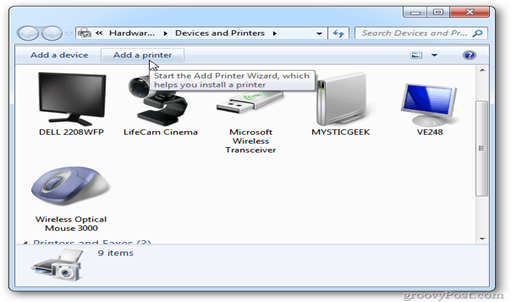 Hardwar... ▸ Devices and Printers ▸
Search Devices and Pr...
Add a device Add a printer
Start the Add Printer Wizard, which
helps you install a printer
DELL 2208WFP
LifeCam Cinema
Microsoft
Wireless
Transceiver
MYSTICGEEK
VE248
Wireless Optical
Mouse 3000
Printers and Faxes (3)
9 items
groovyPost.com